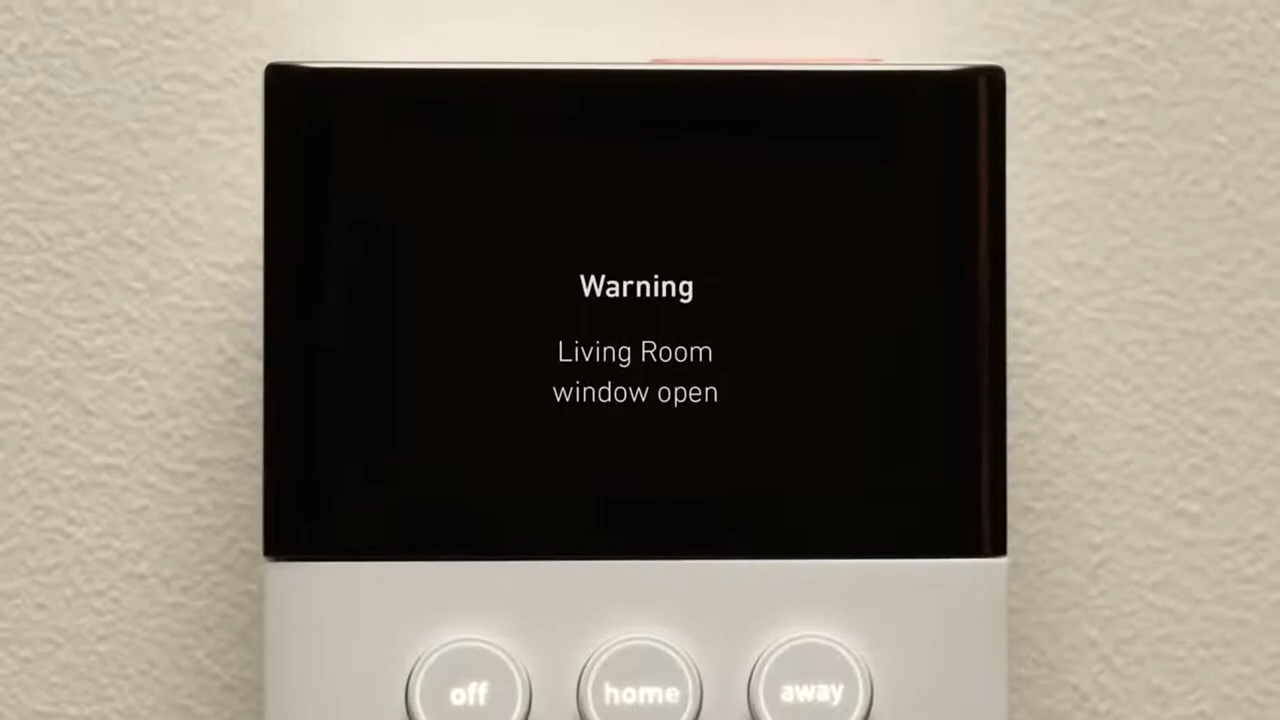 Warning
Living Room
window open
off
home
away